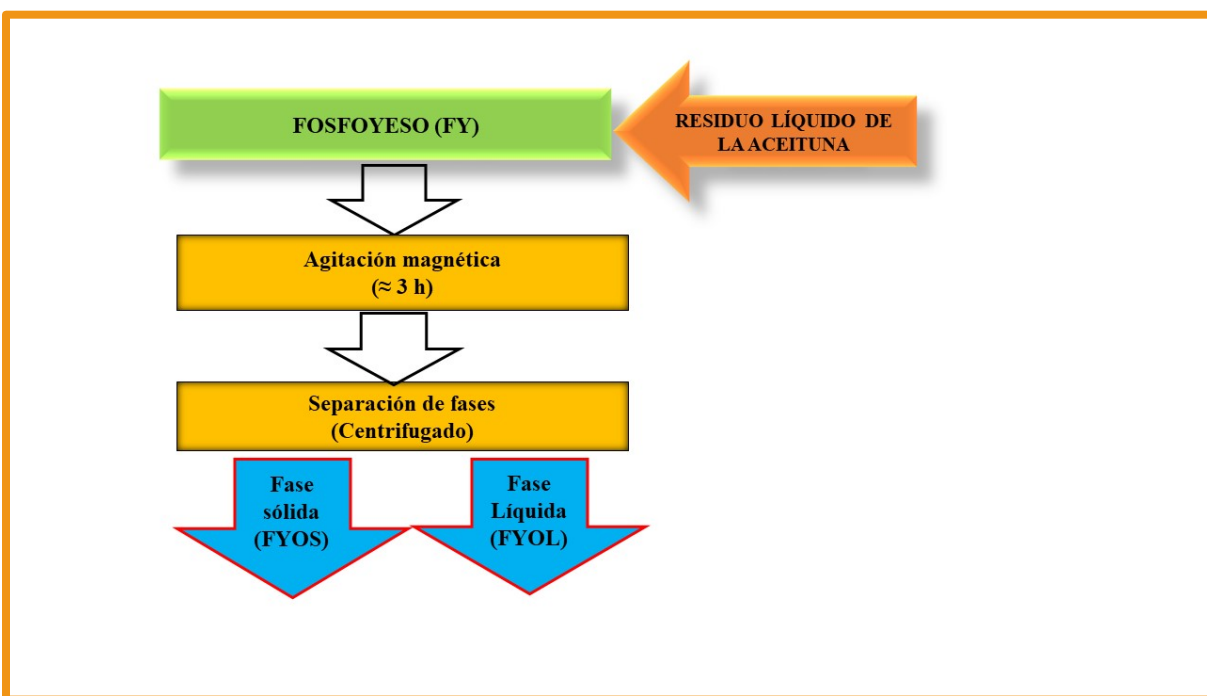 FOSFOYESO (FY)
RESIDUO LÍQUIDO DE
LA ACEITUNA
Agitación magnética
(≈ 3 h)
Separación de fases
(Centrifugado)
Fase
sólida
(FYOS)
Fase
Líquida
(FYOL)